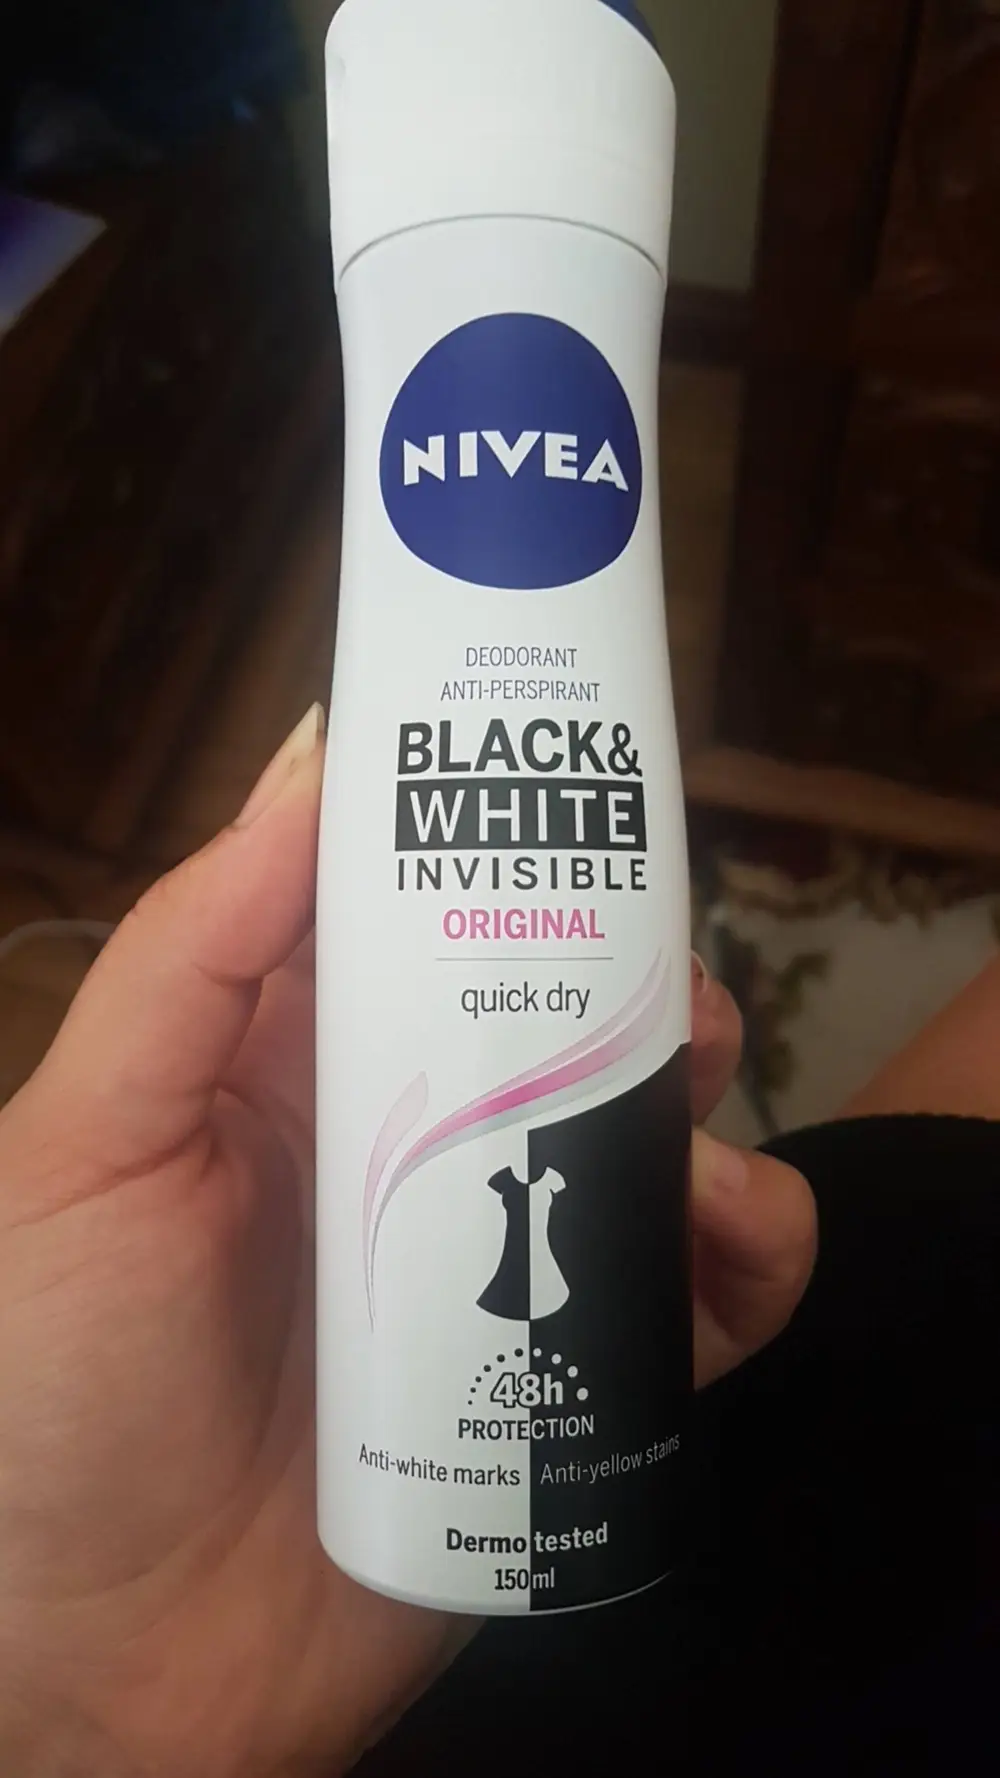 NIVEA
DEODORANT
ANTI-PERSPIRANT
BLACK&
WHITE
INVISIBLE
ORIGINAL
quick dry
48h
PROTECTION
Anti-white marks Anti-yellow stains
Dermo tested
150ml